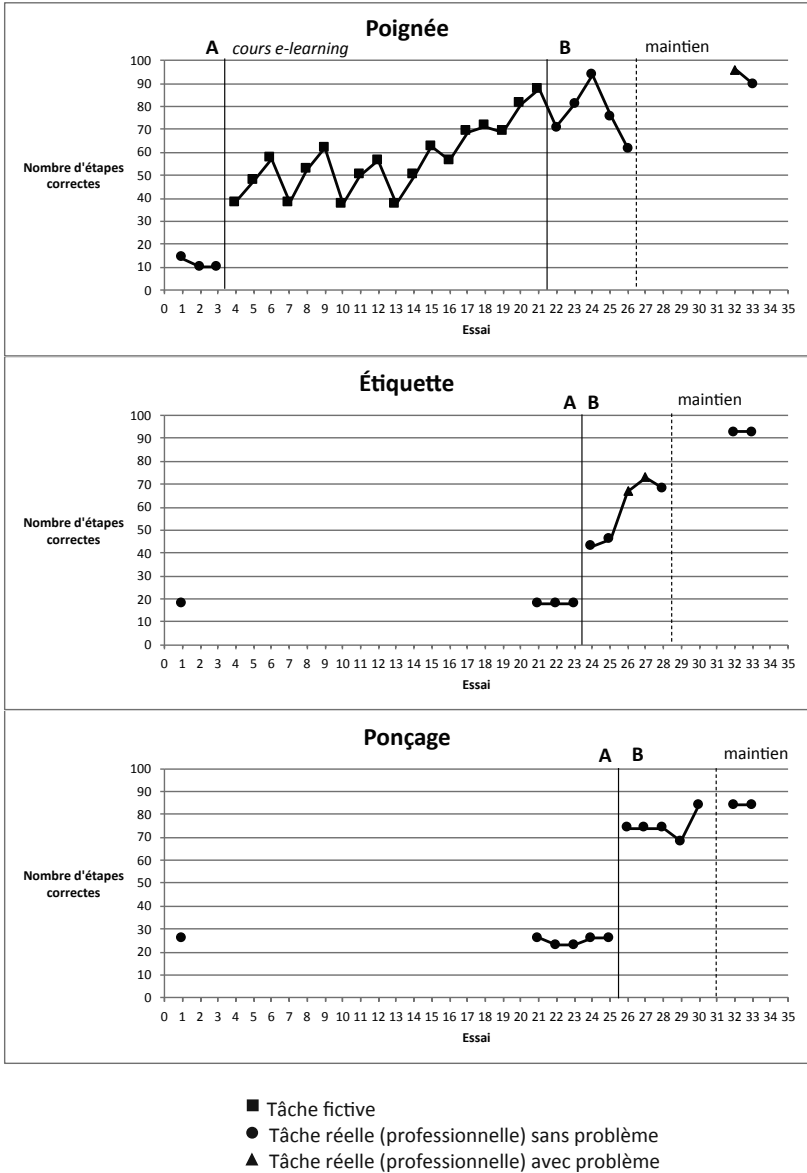 Poignée
A cours e-learning B maintien
100
90
80
70
60
50
40
30
20
10
0
Nombre d'étapes
correctes
0 1 2 3 4 5 6 7 8 9 10 11 12 13 14 15 16 17 18 19 20 21 22 23 24 25 26 27 28 29 30 31 32 33 34 35
Essai
Étiquette
A B maintien
100
90
80
70
60
50
40
30
20
10
0
Nombre d'étapes
correctes
0 1 2 3 4 5 6 7 8 9 10 11 12 13 14 15 16 17 18 19 20 21 22 23 24 25 26 27 28 29 30 31 32 33 34 35
Essai
Ponçage
A B maintien
100
90
80
70
60
50
40
30
20
10
0
Nombre d'étapes
correctes
0 1 2 3 4 5 6 7 8 9 10 11 12 13 14 15 16 17 18 19 20 21 22 23 24 25 26 27 28 29 30 31 32 33 34 35
Essai
Tâche fictive
Tâche réelle (professionnelle) sans problème
Tâche réelle (professionnelle) avec problème